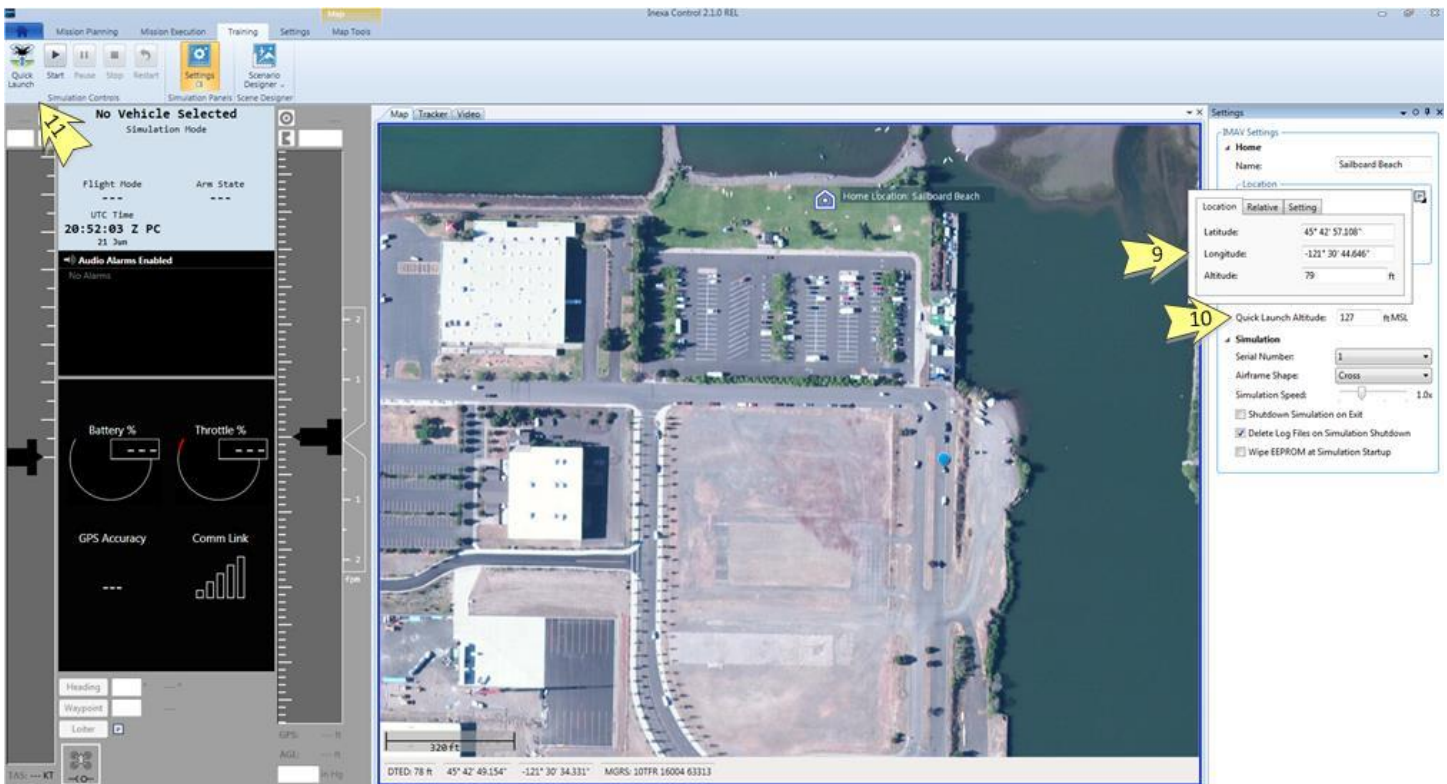 Inexa Control 2.1.0 REL
Map
Mission Planning Mission Execution Training Settings Map Tools
Quick Launch
Start Pause Stop Restart
Settings
Scenario Designer
Simulation Controls Simulation Panels Scene Designer
11
No Vehicle Selected
Simulation Mode
Flight Mode Arm State
--- ---
UTC Time
20:52:03 Z PC
21 Jun
Audio Alarms Enabled
No Alarms
Battery % Throttle %
--- ---
GPS Accuracy Comm Link
---
Heading
Waypoint
Loiter
TAS: --- KT
2
1
1
2
fpm
GPS: --- ft
AGL: --- ft
in Hg
Map Tracker Video
Home Location: Sailboard Beach
320 ft
DTED: 78 ft 45° 42' 49.154" -121° 30' 34.331" MGRS: 10TFR 16004 63313
Settings
IMAV Settings
Home
Name: Sailboard Beach
Location
Location Relative Setting
Latitude: 45° 42' 57.108"
9
Longitude: -121° 30' 44.646"
Altitude: 79 ft
10
Quick Launch Altitude: 127 ft MSL
Simulation
Serial Number: 1
Airframe Shape: Cross
Simulation Speed: 1.0x
Shutdown Simulation on Exit
Delete Log Files on Simulation Shutdown
Wipe EEPROM at Simulation Startup